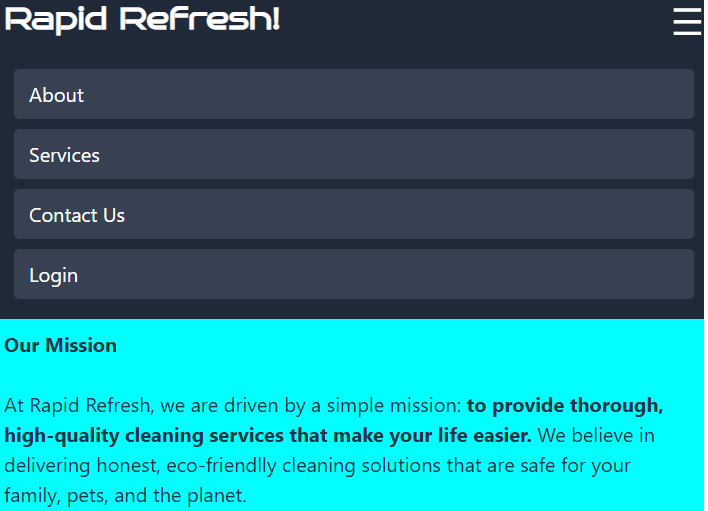 Rapid Refresh!
About
Services
Contact Us
Login
Our Mission
At Rapid Refresh, we are driven by a simple mission: to provide thorough,
high-quality cleaning services that make your life easier. We believe in
delivering honest, eco-friendlly cleaning solutions that are safe for your
family, pets, and the planet.